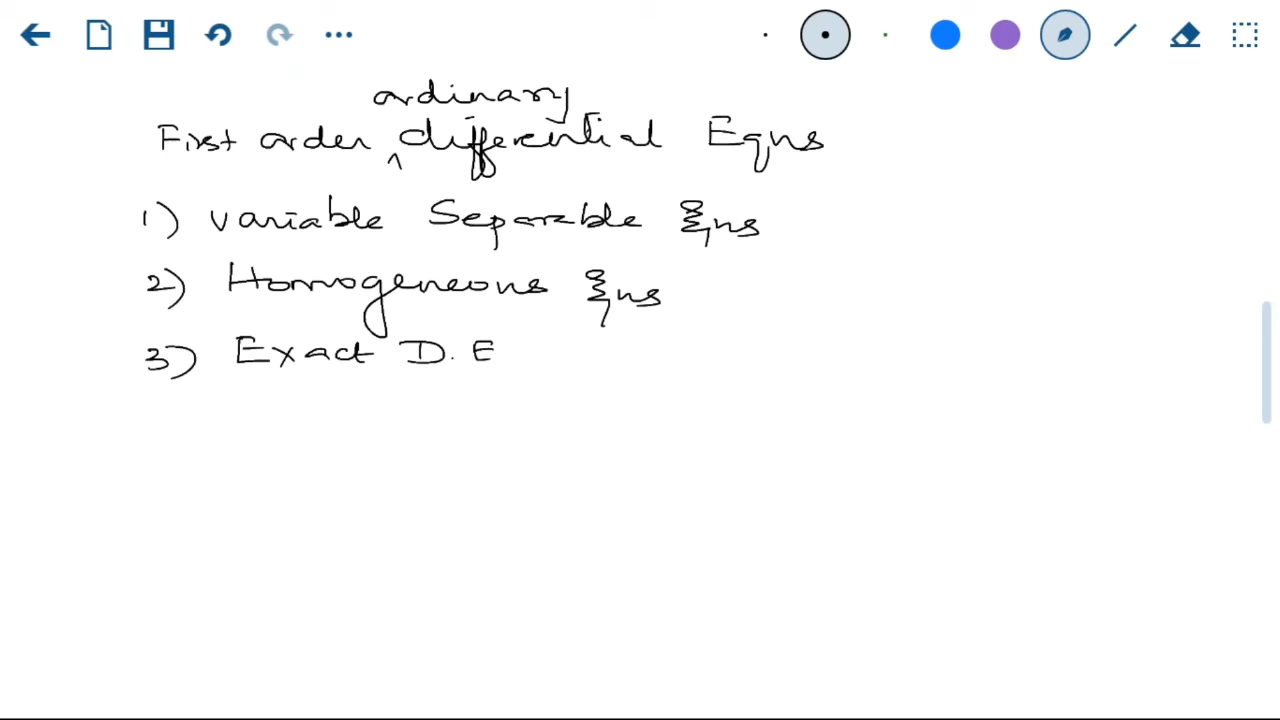 First order ^ ordinary differential Eqns
1) Variable Separable Eqns
2) Homogeneous Eqns
3) Exact D.E